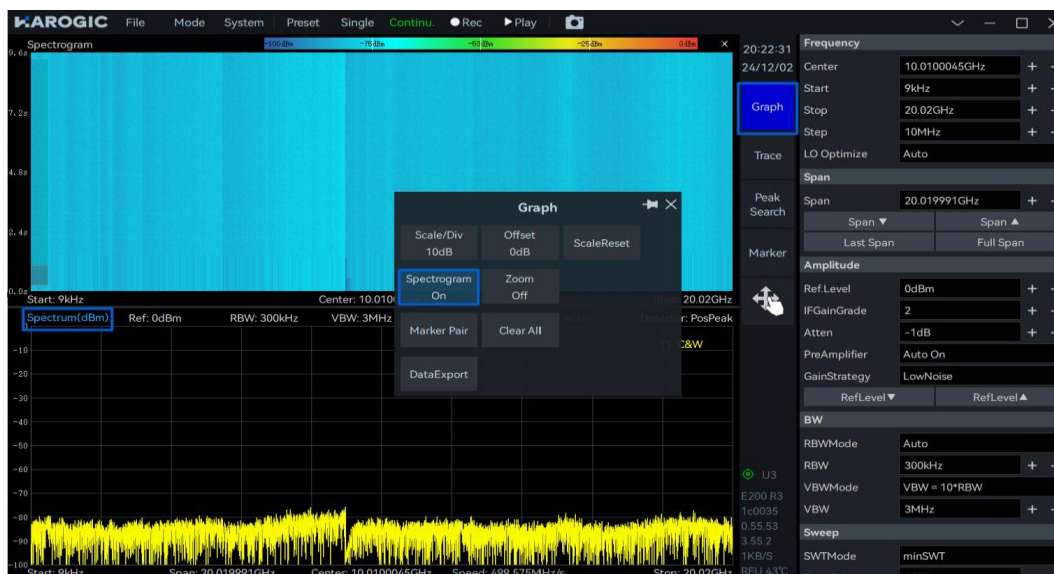 HAROGIC File Mode System Preset Single Continu. Rec Play
Spectrogram -100dBm -75dBm -50dBm -25dBm 0dBm
9.6s
7.2s
4.8s
2.4s
0.0s
Start: 9kHz Center: 10.010 20.02GHz
Spectrum(dBm) Ref: 0dBm RBW: 300kHz VBW: 3MHz r: PosPeak
C&W
-10
-20
-30
-40
-50
-60
-70
-80
-90
-100
Start: 9kHz Span: 20.019991GHz Center: 10.0100045GHz Speed: 499.575MHz/s Stop: 20.02GHz
Graph
Scale/Div
10dB
Offset
0dB
ScaleReset
Spectrogram
On
Zoom
Off
Marker Pair
Clear All
DataExport
20:22:31
24/12/02
Graph
Trace
Peak
Search
Marker
U3
E200 R3
1c0035
0.55.53
3.55.2
1KB/S
RFU 43°C
Frequency
Center 10.0100045GHz + -
Start 9kHz + -
Stop 20.02GHz + -
Step 10MHz + -
LO Optimize Auto
Span
Span 20.019991GHz + -
Span ▼ Span ▲
Last Span Full Span
Amplitude
Ref.Level 0dBm + -
IFGainGrade 2 + -
Atten -1dB + -
PreAmplifier Auto On
GainStrategy LowNoise
RefLevel▼ RefLevel▲
BW
RBWMode Auto
RBW 300kHz + -
VBWMode VBW = 10*RBW
VBW 3MHz + -
Sweep
SWTMode minSWT